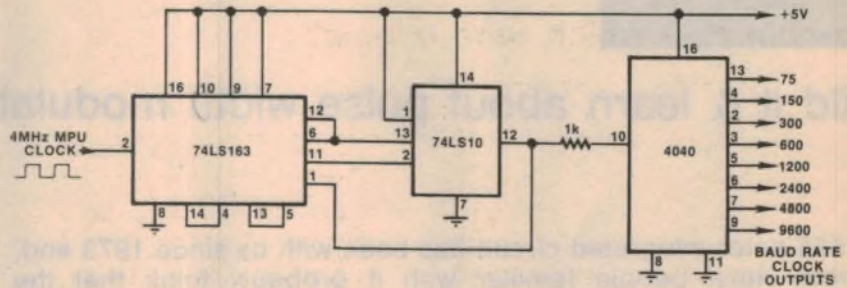 +5V
16 10 9 7
14
16
12
6
11
1
13
2
12
1k
10
4MHz MPU
CLOCK
2
74LS163
74LS10
4040
13 75
4 150
2 300
3 600
5 1200
6 2400
7 4800
9 9600
8 14 4 13 5
7
8 11
BAUD RATE
CLOCK
OUTPUTS